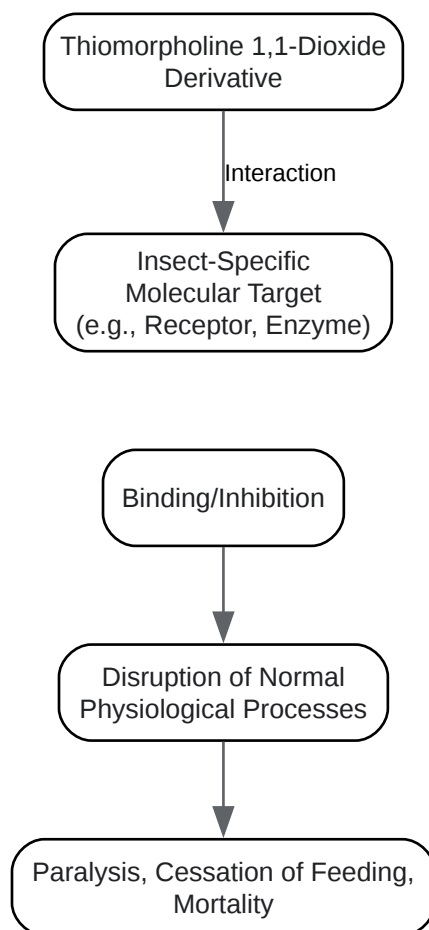 Thiomorpholine 1,1-Dioxide
Derivative
Interaction
Insect-Specific
Molecular Target
(e.g., Receptor, Enzyme)
Binding/Inhibition
Disruption of Normal
Physiological Processes
Paralysis, Cessation of Feeding,
Mortality